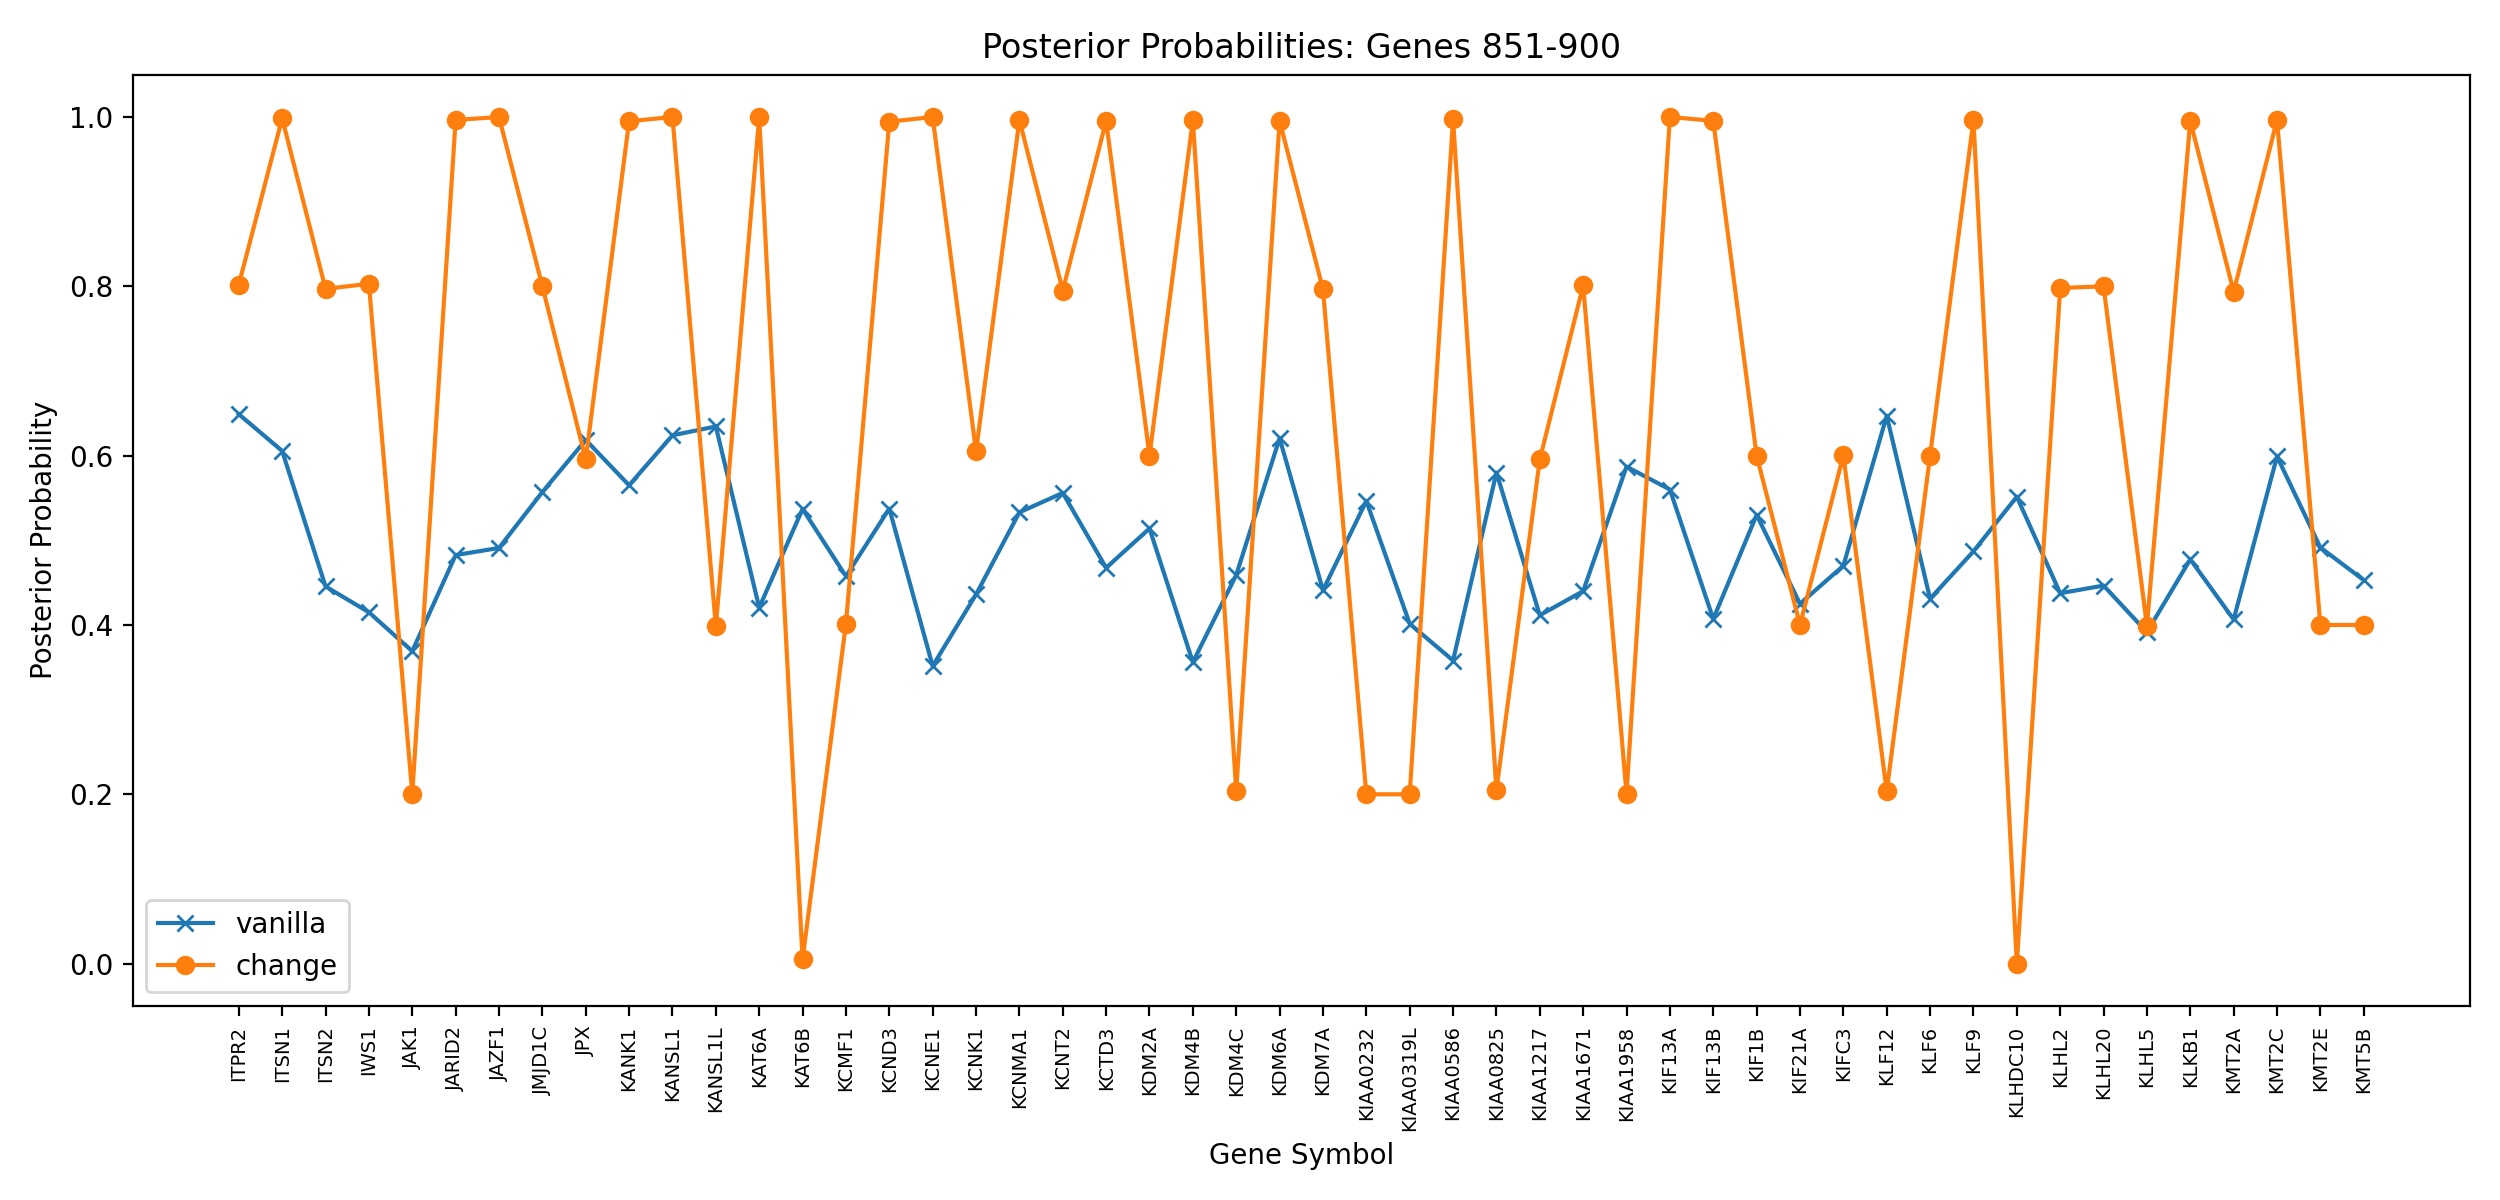 Posterior Probabilities: Genes 851-900
Posterior Probability
1.0
0.8
0.6
0.4
0.2
0.0
vanilla
change
ITPR2
ITSN1
ITSN2
IWS1
JAK1
JARID2
JAZF1
JMJD1C
JPX
KANK1
KANSL1
KANSL1L
KAT6A
KAT6B
KCMF1
KCND3
KCNE1
KCNK1
KCNMA1
KCNT2
KCTD3
KDM2A
KDM4B
KDM4C
KDM6A
KDM7A
KIAA0232
KIAA0319L
KIAA0586
KIAA0825
KIAA1217
KIAA1671
KIAA1958
KIF13A
KIF13B
KIF1B
KIF21A
KIFC3
KLF12
KLF6
KLF9
KLHDC10
KLHL2
KLHL20
KLHL5
KLKB1
KMT2A
KMT2C
KMT2E
KMT5B
Gene Symbol